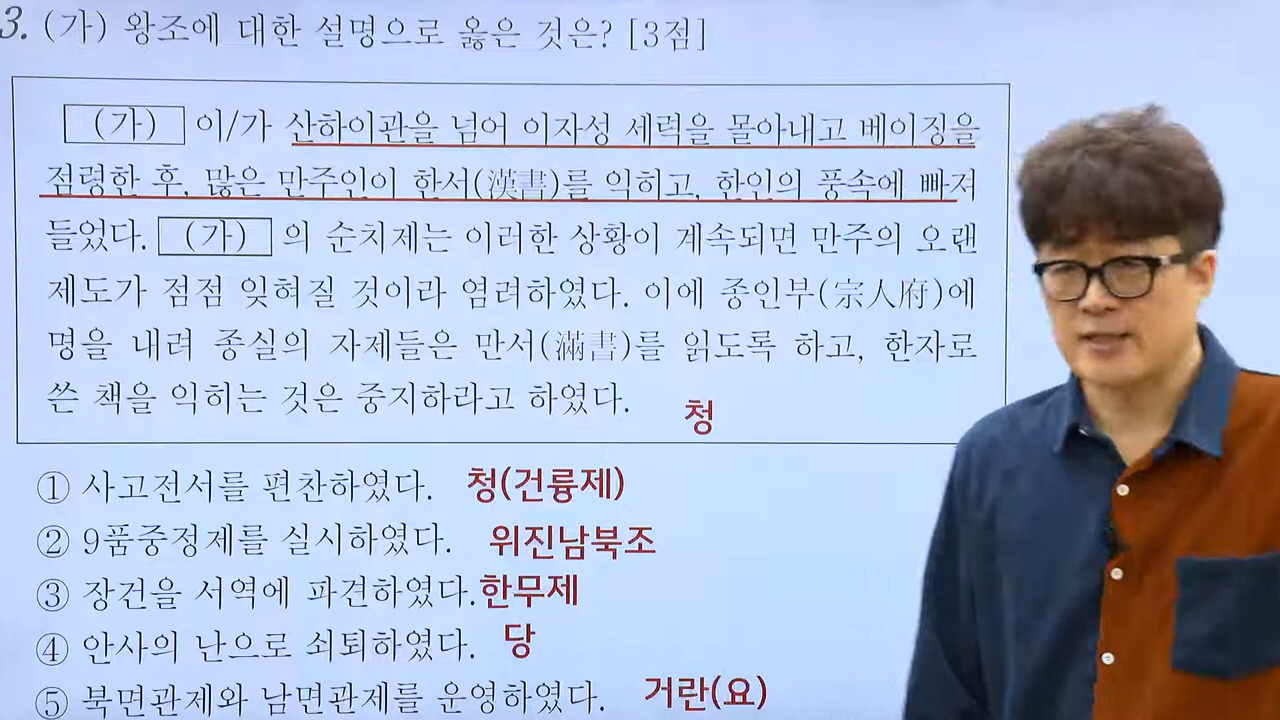 3. (가) 왕조에 대한 설명으로 옳은 것은? [3점]
(가) 이/가 산하이관을 넘어 이자성 세력을 몰아내고 베이징을
점령한 후, 많은 만주인이 한서(漢書)를 익히고, 한인의 풍속에 빠져
들었다. (가) 의 순치제는 이러한 상황이 계속되면 만주의 오랜
제도가 점점 잊혀질 것이라 염려하였다. 이에 종인부(宗人府)에
명을 내려 종실의 자제들은 만서(滿書)를 읽도록 하고, 한자로
쓴 책을 익히는 것은 중지하라고 하였다. 청
① 사고전서를 편찬하였다. 청(건륭제)
② 9품중정제를 실시하였다. 위진남북조
③ 장건을 서역에 파견하였다. 한무제
④ 안사의 난으로 쇠퇴하였다. 당
⑤ 북면관제와 남면관제를 운영하였다. 거란(요)